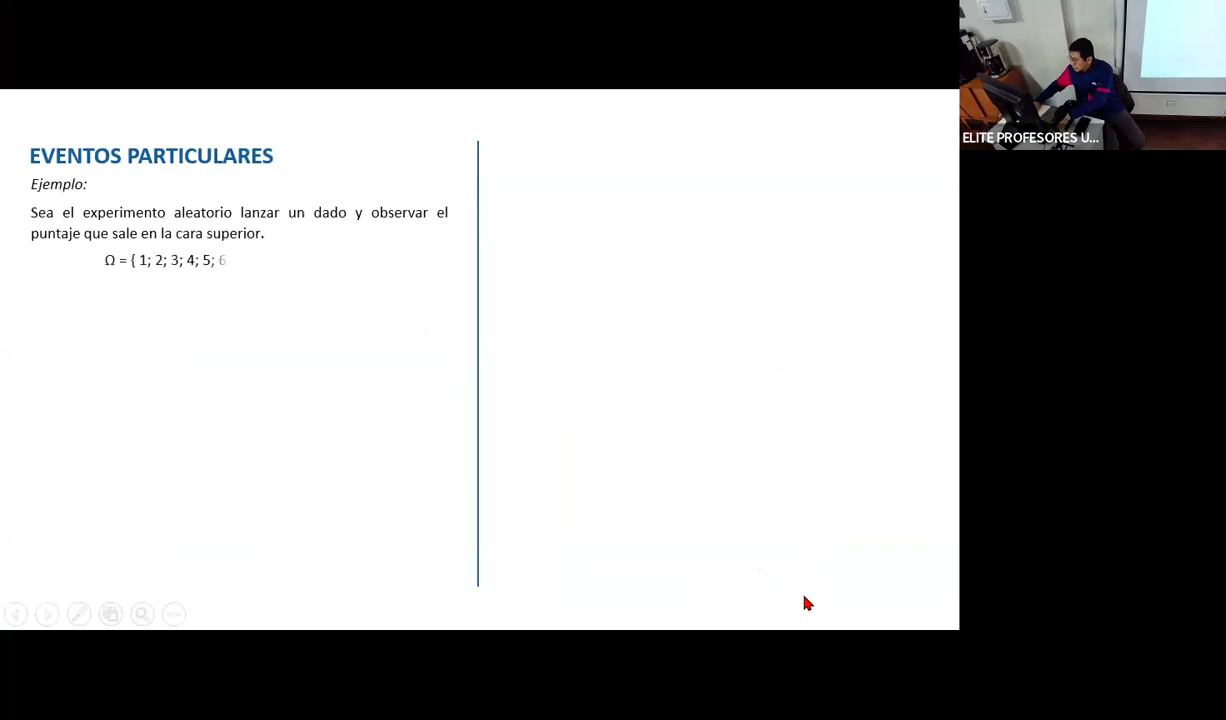 EVENTOS PARTICULARES
Ejemplo:
Sea el experimento aleatorio lanzar un dado y observar el
puntaje que sale en la cara superior.
Ω = { 1; 2; 3; 4; 5; 6
ELITE PROFESORES U...